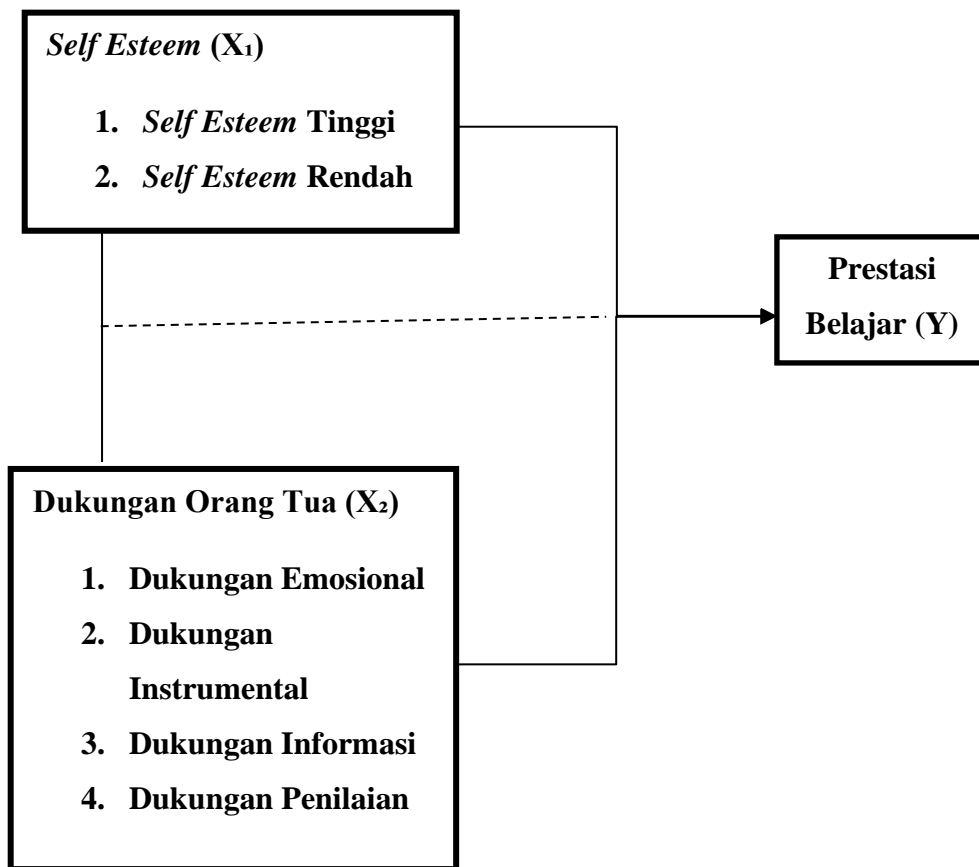 Self Esteem (X₁)
1. Self Esteem Tinggi
2. Self Esteem Rendah
Prestasi
Belajar (Y)
Dukungan Orang Tua (X₂)
1. Dukungan Emosional
2. Dukungan
Instrumental
3. Dukungan Informasi
4. Dukungan Penilaian